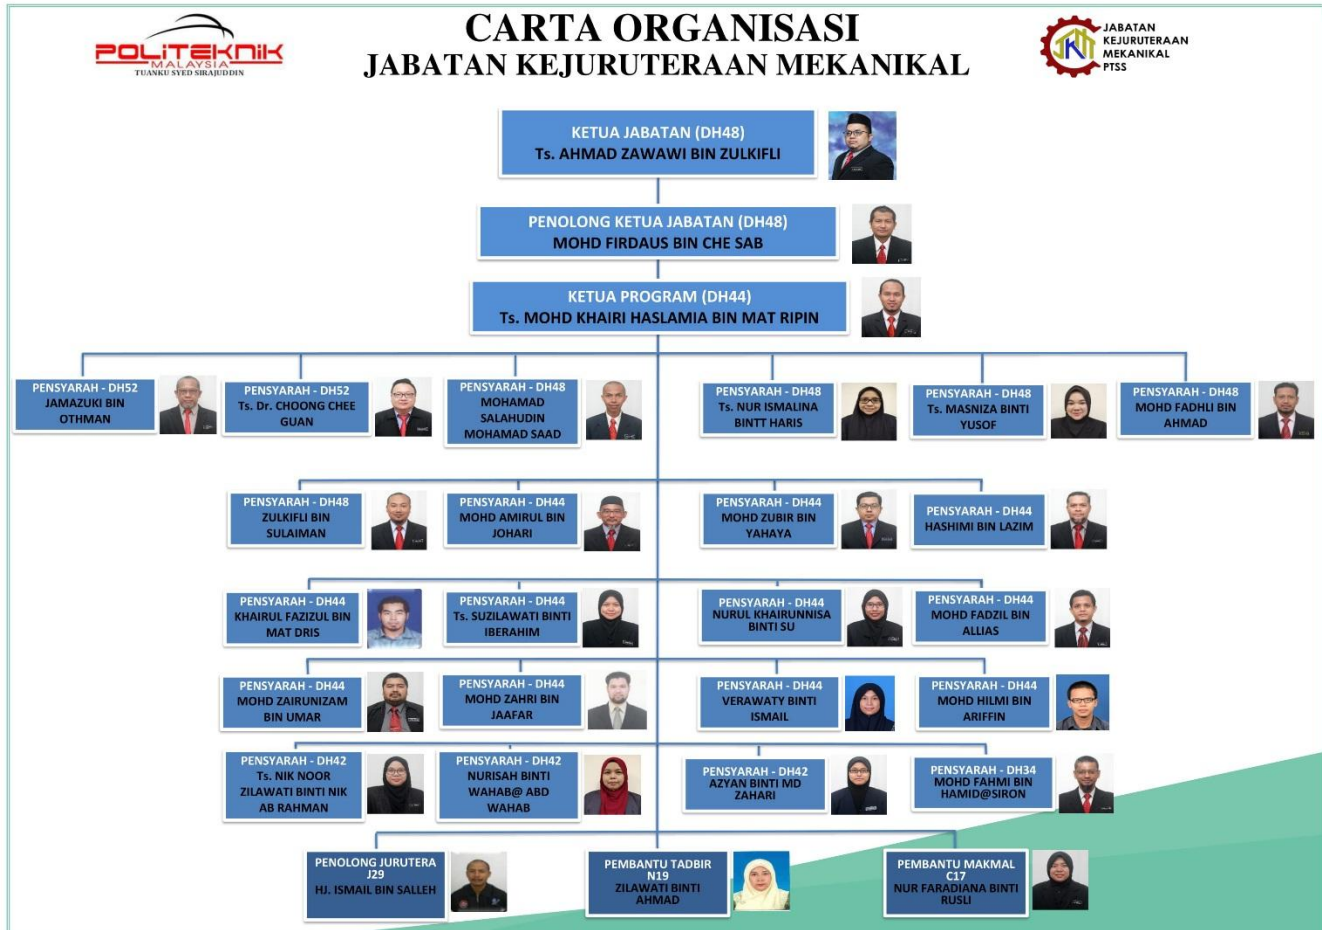 POLITEKNIK
MALAYSIA
TUANKU SYED SIRAJUDDIN
CARTA ORGANISASI
JABATAN KEJURUTERAAN MEKANIKAL
JKM
JABATAN
KEJURUTERAAN
MEKANIKAL
PTSS
KETUA JABATAN (DH48)
Ts. AHMAD ZAWAWI BIN ZULKIFLI
PENOLONG KETUA JABATAN (DH48)
MOHD FIRDAUS BIN CHE SAB
KETUA PROGRAM (DH44)
Ts. MOHD KHAIRI HASLAMIA BIN MAT RIPIN
PENSYARAH - DH52
JAMAZUKI BIN
OTHMAN
PENSYARAH - DH52
Ts. Dr. CHOONG CHEE
GUAN
PENSYARAH - DH48
MOHAMAD
SALAHUDIN
MOHAMAD SAAD
PENSYARAH - DH48
Ts. NUR ISMALINA
BINTT HARIS
PENSYARAH - DH48
Ts. MASNIZA BINTI
YUSOF
PENSYARAH - DH48
MOHD FADHLI BIN
AHMAD
PENSYARAH - DH48
ZULKIFLI BIN
SULAIMAN
PENSYARAH - DH44
MOHD AMIRUL BIN
JOHARI
PENSYARAH - DH44
MOHD ZUBIR BIN
YAHAYA
PENSYARAH - DH44
HASHIMI BIN LAZIM
PENSYARAH - DH44
KHAIRUL FAZIZUL BIN
MAT DRIS
PENSYARAH - DH44
Ts. SUZILAWATI BINTI
IBERAHIM
PENSYARAH - DH44
NURUL KHAIRUNNISA
BINTI SU
PENSYARAH - DH44
MOHD FADZIL BIN
ALLIAS
PENSYARAH - DH44
MOHD ZAIRUNIZAM
BIN UMAR
PENSYARAH - DH44
MOHD ZAHRI BIN
JAAFAR
PENSYARAH - DH44
VERAWATY BINTI
ISMAIL
PENSYARAH - DH44
MOHD HILMI BIN
ARIFFIN
PENSYARAH - DH42
Ts. NIK NOOR
ZILAWATI BINTI NIK
AB RAHMAN
PENSYARAH - DH42
NURISAH BINTI
WAHAB@ ABD
WAHAB
PENSYARAH - DH42
AZYAN BINTI MD
ZAHARI
PENSYARAH - DH34
MOHD FAHMI BIN
HAMID@SIRON
PENOLONG JURUTERA
J29
HJ. ISMAIL BIN SALLEH
PEMBANTU TADBIR
N19
ZILAWATI BINTI
AHMAD
PEMBANTU MAKMAL
C17
NUR FARADIANA BINTI
RUSLI